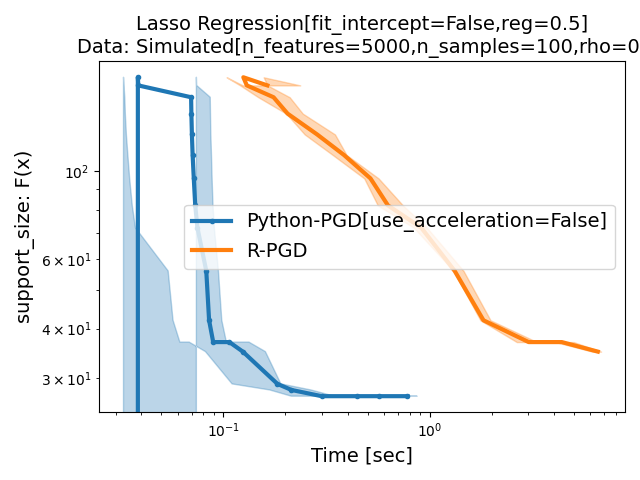 Lasso Regression[fit_intercept=False,reg=0.5]
Data: Simulated[n_features=5000,n_samples=100,rho=0
support_size: F(x)
10²
6 × 10¹
4 × 10¹
3 × 10¹
Python-PGD[use_acceleration=False]
R-PGD
10⁻¹
10⁰
Time [sec]